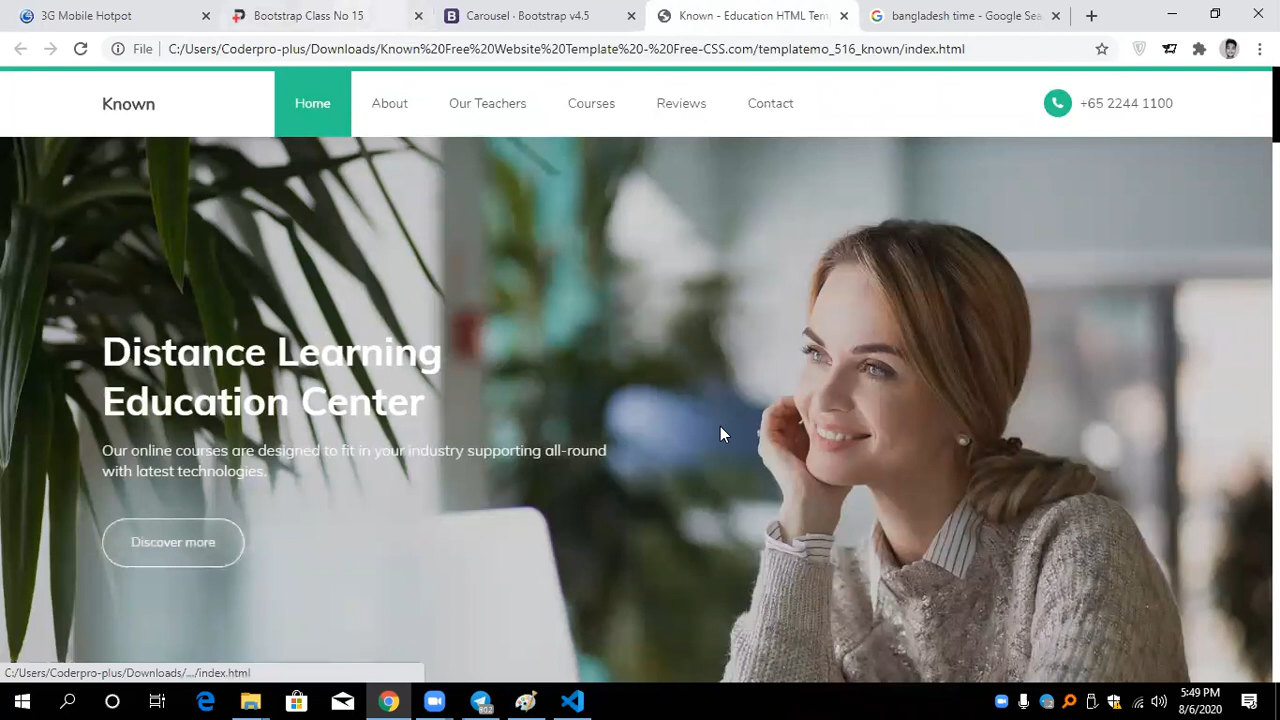 3G Mobile Hotpot
Bootstrap Class No 15
Carousel · Bootstrap v4.5
Known - Education HTML Tem
bangladesh time - Google Sea
File
C:/Users/Coderpro-plus/Downloads/Known%20Free%20Website%20Template%20-%20Free-CSS.com/templatemo_516_known/index.html
Known
Home
About
Our Teachers
Courses
Reviews
Contact
+65 2244 1100
Distance Learning
Education Center
Our online courses are designed to fit in your industry supporting all-round
with latest technologies.
Discover more
C:/Users/Coderpro-plus/Downloads/.../index.html
802
5:49 PM
8/6/2020